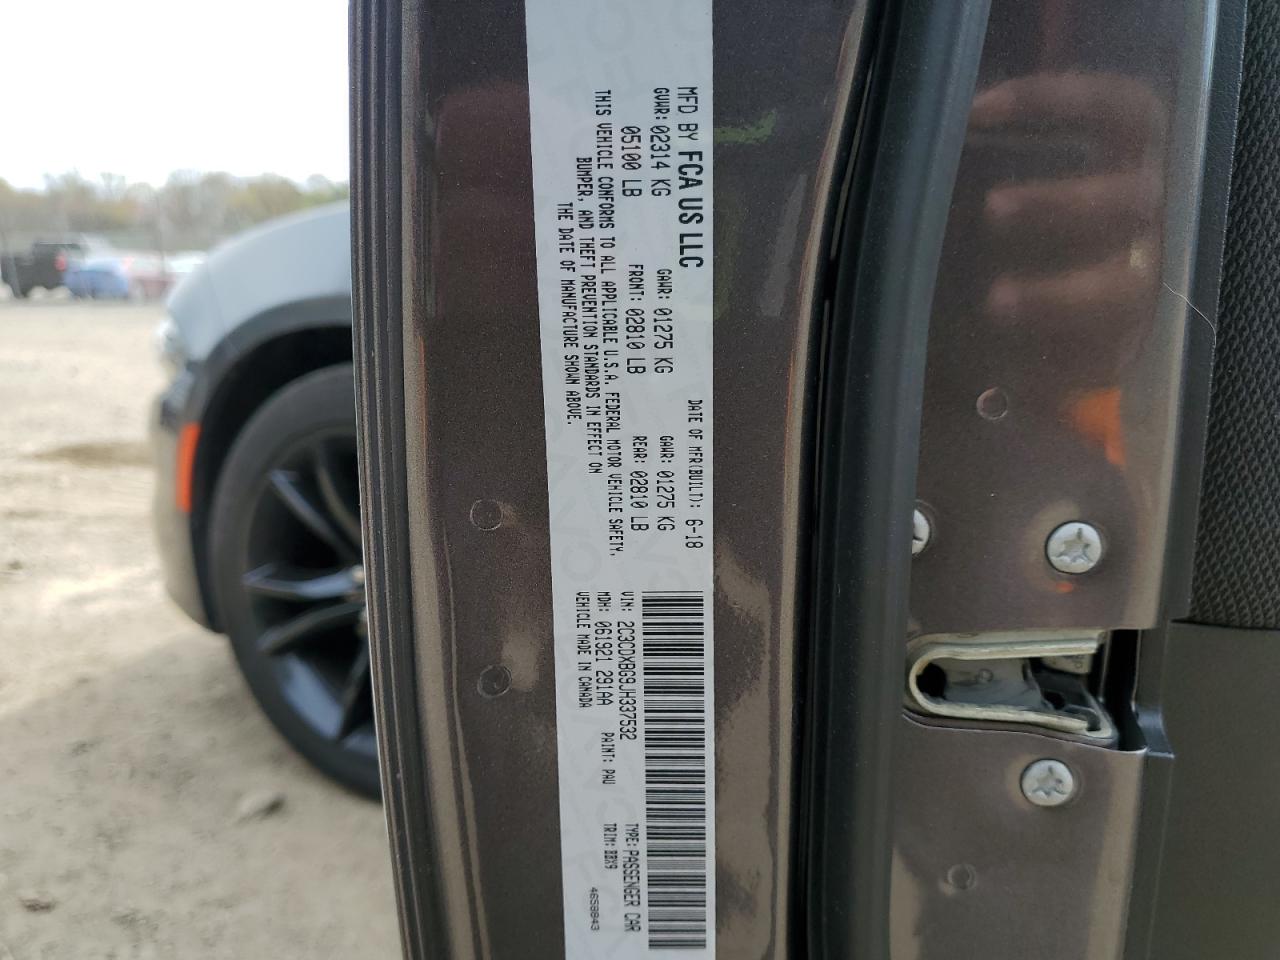 MFD BY FCA US LLC
DATE OF MFR(BUILT): 6-18
GVWR: 02314 KG GAWR: 01275 KG GAWR: 01275 KG
05100 LB FRONT: 02810 LB REAR: 02810 LB
THIS VEHICLE CONFORMS TO ALL APPLICABLE U.S.A. FEDERAL MOTOR VEHICLE SAFETY,
BUMPER, AND THEFT PREVENTION STANDARDS IN EFFECT ON
THE DATE OF MANUFACTURE SHOWN ABOVE.
VIN: 2C3CDXBG9JH337532 TYPE: PASSENGER CAR
MDH: 061921 291AA PAINT: PAU TRIM: BBX9
VEHICLE MADE IN CANADA 4658843